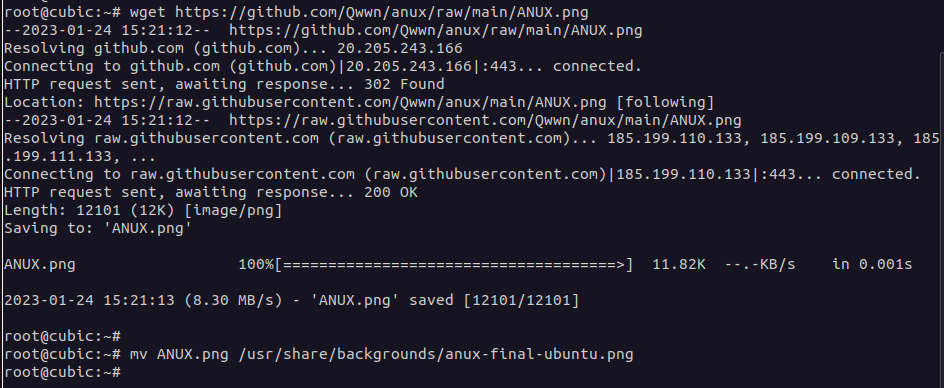 root@cubic:~# wget https://github.com/Qwwn/anux/raw/main/ANUX.png
--2023-01-24 15:21:12--  https://github.com/Qwwn/anux/raw/main/ANUX.png
Resolving github.com (github.com)... 20.205.243.166
Connecting to github.com (github.com)|20.205.243.166|:443... connected.
HTTP request sent, awaiting response... 302 Found
Location: https://raw.githubusercontent.com/Qwwn/anux/main/ANUX.png [following]
--2023-01-24 15:21:12--  https://raw.githubusercontent.com/Qwwn/anux/main/ANUX.png
Resolving raw.githubusercontent.com (raw.githubusercontent.com)... 185.199.110.133, 185.199.109.133, 185
.199.111.133, ...
Connecting to raw.githubusercontent.com (raw.githubusercontent.com)|185.199.110.133|:443... connected.
HTTP request sent, awaiting response... 200 OK
Length: 12101 (12K) [image/png]
Saving to: 'ANUX.png'
ANUX.png                  100%[=====================================>]  11.82K  --.-KB/s    in 0.001s
2023-01-24 15:21:13 (8.30 MB/s) - 'ANUX.png' saved [12101/12101]
root@cubic:~#
root@cubic:~# mv ANUX.png /usr/share/backgrounds/anux-final-ubuntu.png
root@cubic:~#